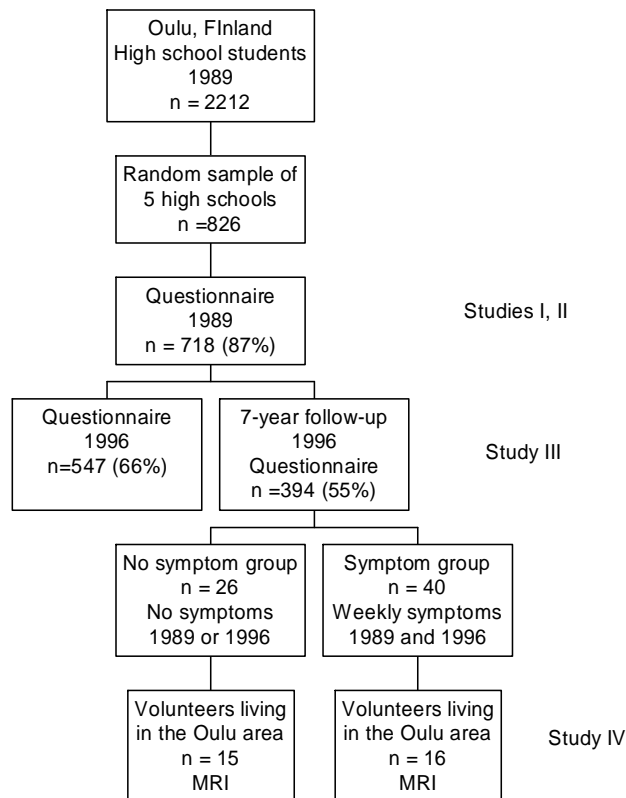 Oulu, FInland
High school students
1989
n = 2212
Random sample of
5 high schools
n =826
Questionnaire
1989
n = 718 (87%)
Studies I, II
Questionnaire
1996
n=547 (66%)
7-year follow-up
1996
Questionnaire
n =394 (55%)
Study III
No symptom group
n = 26
No symptoms
1989 or 1996
Symptom group
n = 40
Weekly symptoms
1989 and 1996
Volunteers living
in the Oulu area
n = 15
MRI
Volunteers living
in the Oulu area
n = 16
MRI
Study IV